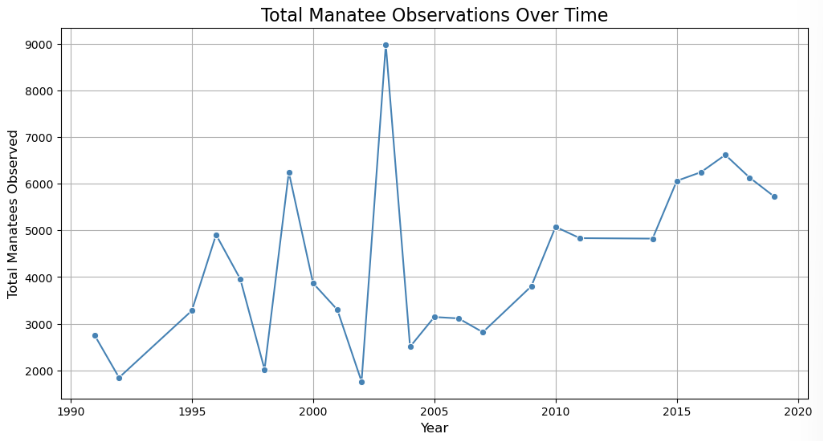 Total Manatee Observations Over Time
Total Manatees Observed
9000
8000
7000
6000
5000
4000
3000
2000
1990 1995 2000 2005 2010 2015 2020
Year